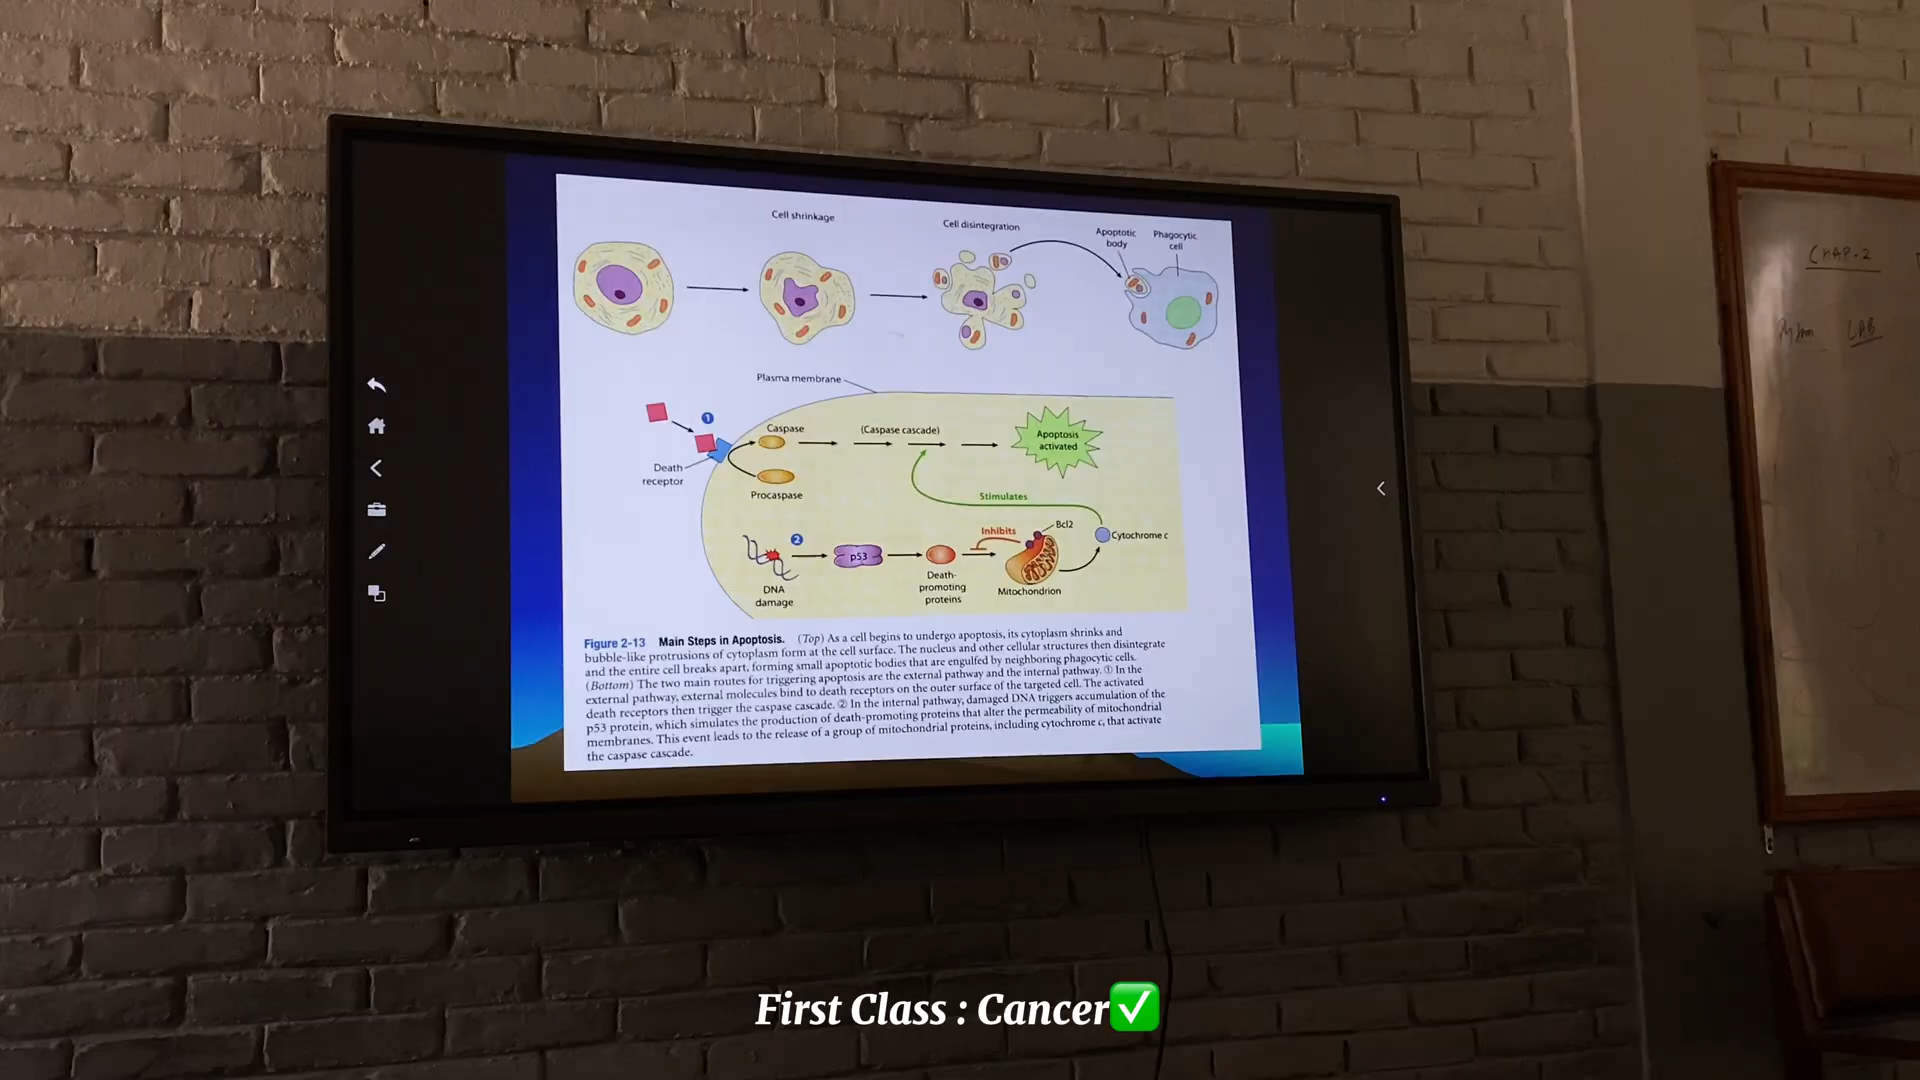 Cell shrinkage
Cell disintegration
Apoptotic
body
Phagocytic
cell
Plasma membrane
1
Caspase
(Caspase cascade)
Apoptosis
activated
Death
receptor
Procaspase
Stimulates
2
p53
Inhibits
Bcl2
Cytochrome c
DNA
damage
Death-
promoting
proteins
Mitochondrion
Figure 2-13 Main Steps in Apoptosis. (Top) As a cell begins to undergo apoptosis, its cytoplasm shrinks and
bubble-like protrusions of cytoplasm form at the cell surface. The nucleus and other cellular structures then disintegrate
and the entire cell breaks apart, forming small apoptotic bodies that are engulfed by neighboring phagocytic cells.
(Bottom) The two main routes for triggering apoptosis are the external pathway and the internal pathway. ① In the
external pathway, external molecules bind to death receptors on the outer surface of the targeted cell. The activated
death receptors then trigger the caspase cascade. ② In the internal pathway, damaged DNA triggers accumulation of the
p53 protein, which simulates the production of death-promoting proteins that alter the permeability of mitochondrial
membranes. This event leads to the release of a group of mitochondrial proteins, including cytochrome c, that activate
the caspase cascade.
CHAP-2
LAB
First Class : Cancer✅